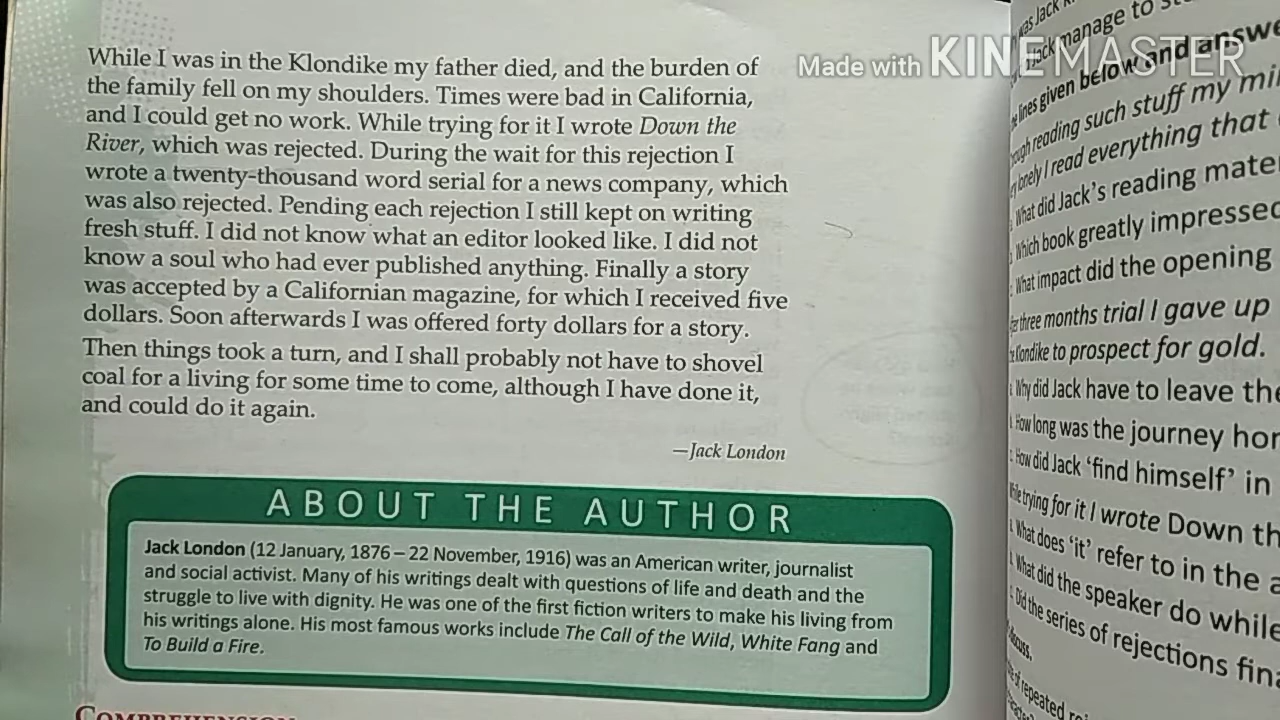 While I was in the Klondike my father died, and the burden of
the family fell on my shoulders. Times were bad in California,
and I could get no work. While trying for it I wrote Down the
River, which was rejected. During the wait for this rejection I
wrote a twenty-thousand word serial for a news company, which
was also rejected. Pending each rejection I still kept on writing
fresh stuff. I did not know what an editor looked like. I did not
know a soul who had ever published anything. Finally a story
was accepted by a Californian magazine, for which I received five
dollars. Soon afterwards I was offered forty dollars for a story.
Then things took a turn, and I shall probably not have to shovel
coal for a living for some time to come, although I have done it,
and could do it again.
—Jack London
ABOUT THE AUTHOR
Jack London (12 January, 1876 – 22 November, 1916) was an American writer, journalist
and social activist. Many of his writings dealt with questions of life and death and the
struggle to live with dignity. He was one of the first fiction writers to make his living from
his writings alone. His most famous works include The Call of the Wild, White Fang and
To Build a Fire.
COMPREHENSION
Made with KINEMASTER
was Jack
Jack manage to
lines given below and answe
reading such stuff my
lonely I read everything that
What did Jack's reading mate
Which book greatly impressed
What impact did the opening
three months trial I gave up
Klondike to prospect for gold.
Why did Jack have to leave the
How long was the journey
How did Jack 'find himself' in
trying for it I wrote Down th
What does 'it' refer to in the a
What did the speaker do while
Did the series of rejections fina
discuss.
of repeated